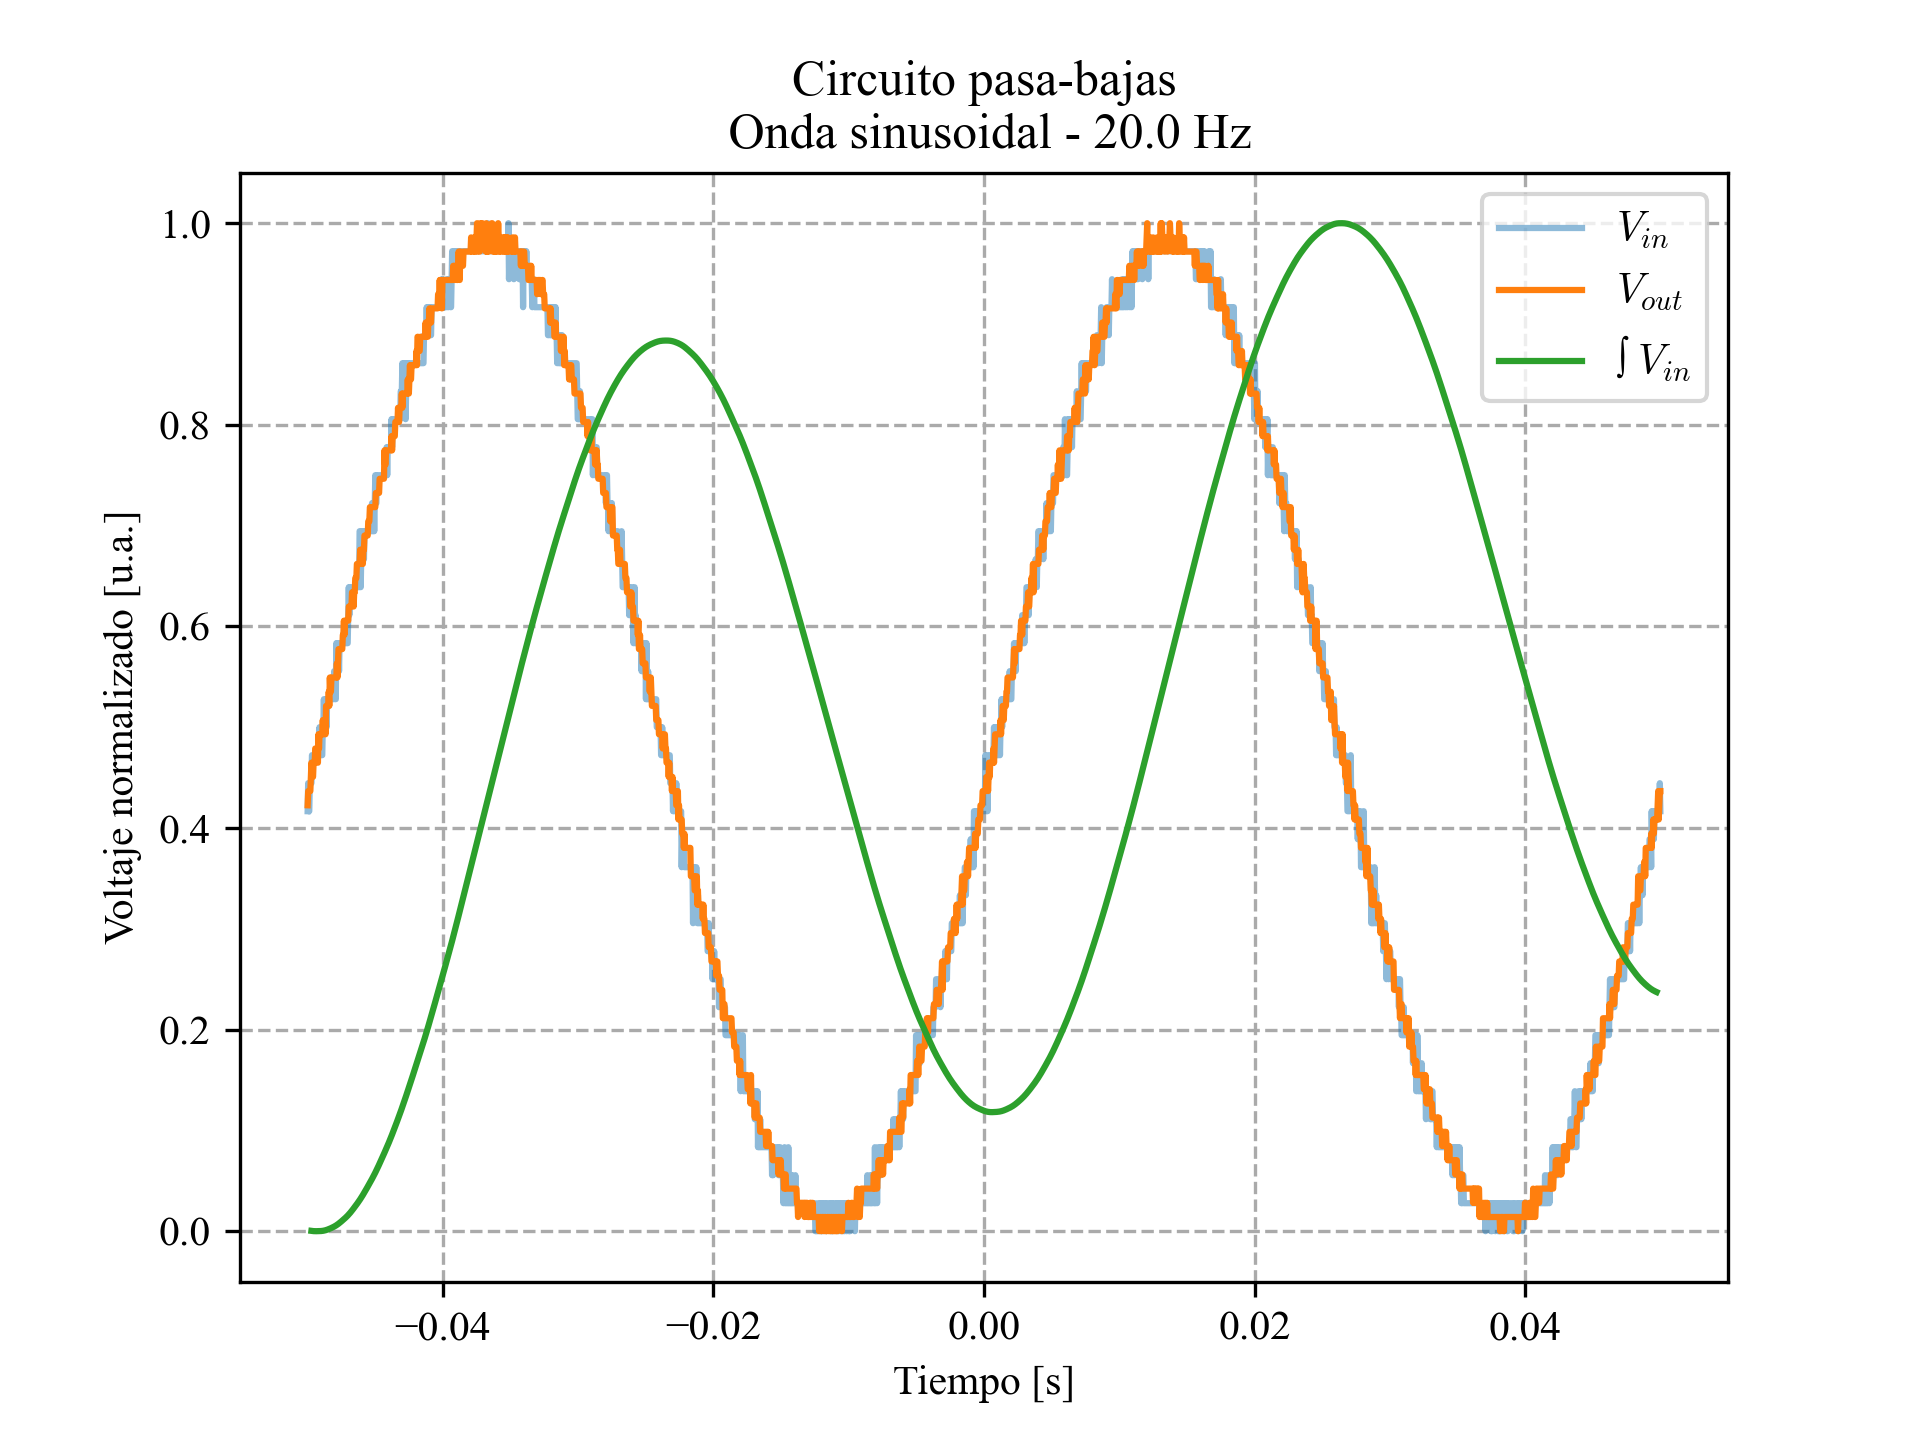 Circuito pasa-bajas
Onda sinusoidal - 20.0 Hz
1.0
0.8
0.6
0.4
0.2
0.0
Voltaje normalizado [u.a.]
V_in
V_out
∫ V_in
−0.04
−0.02
0.00
0.02
0.04
Tiempo [s]